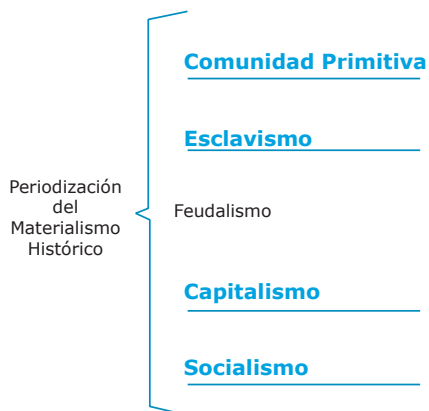 Comunidad Primitiva
Esclavismo
Periodización
del
Materialismo
Histórico
Feudalismo
Capitalismo
Socialismo